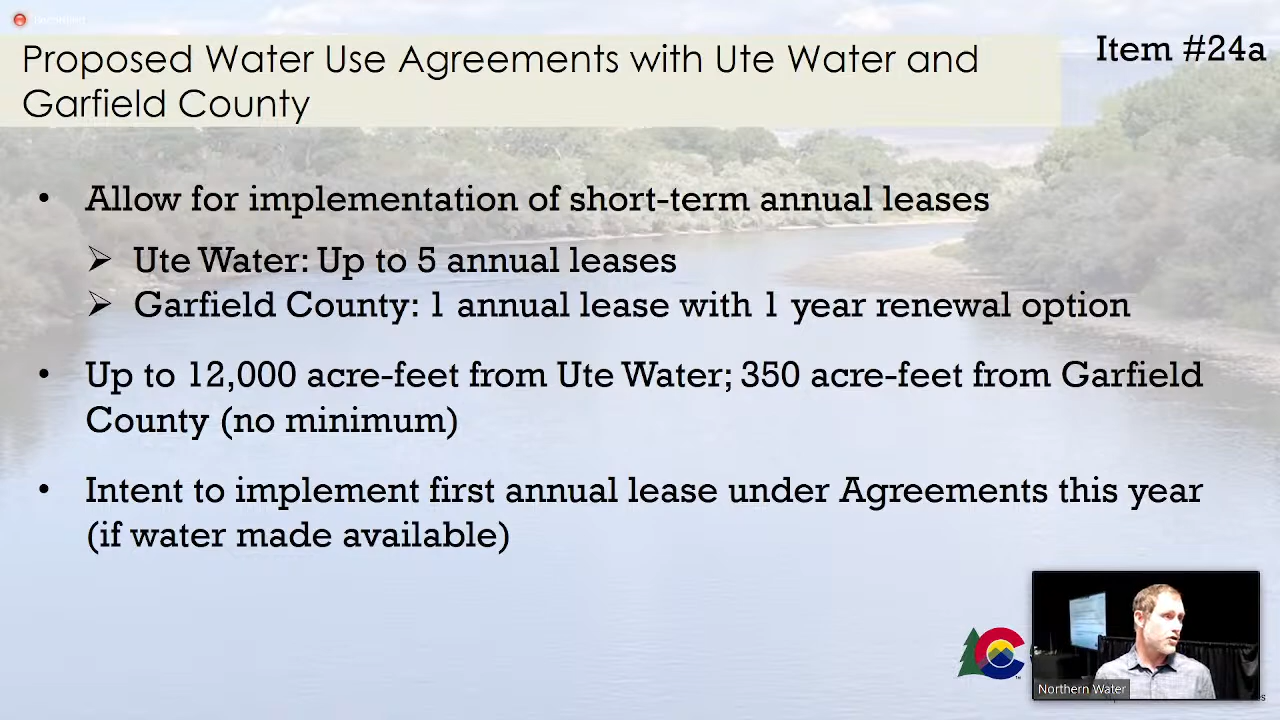 Recording
Proposed Water Use Agreements with Ute Water and
Garfield County
Item #24a
• Allow for implementation of short-term annual leases
➢ Ute Water: Up to 5 annual leases
➢ Garfield County: 1 annual lease with 1 year renewal option
• Up to 12,000 acre-feet from Ute Water; 350 acre-feet from Garfield
County (no minimum)
• Intent to implement first annual lease under Agreements this year
(if water made available)
Northern Water